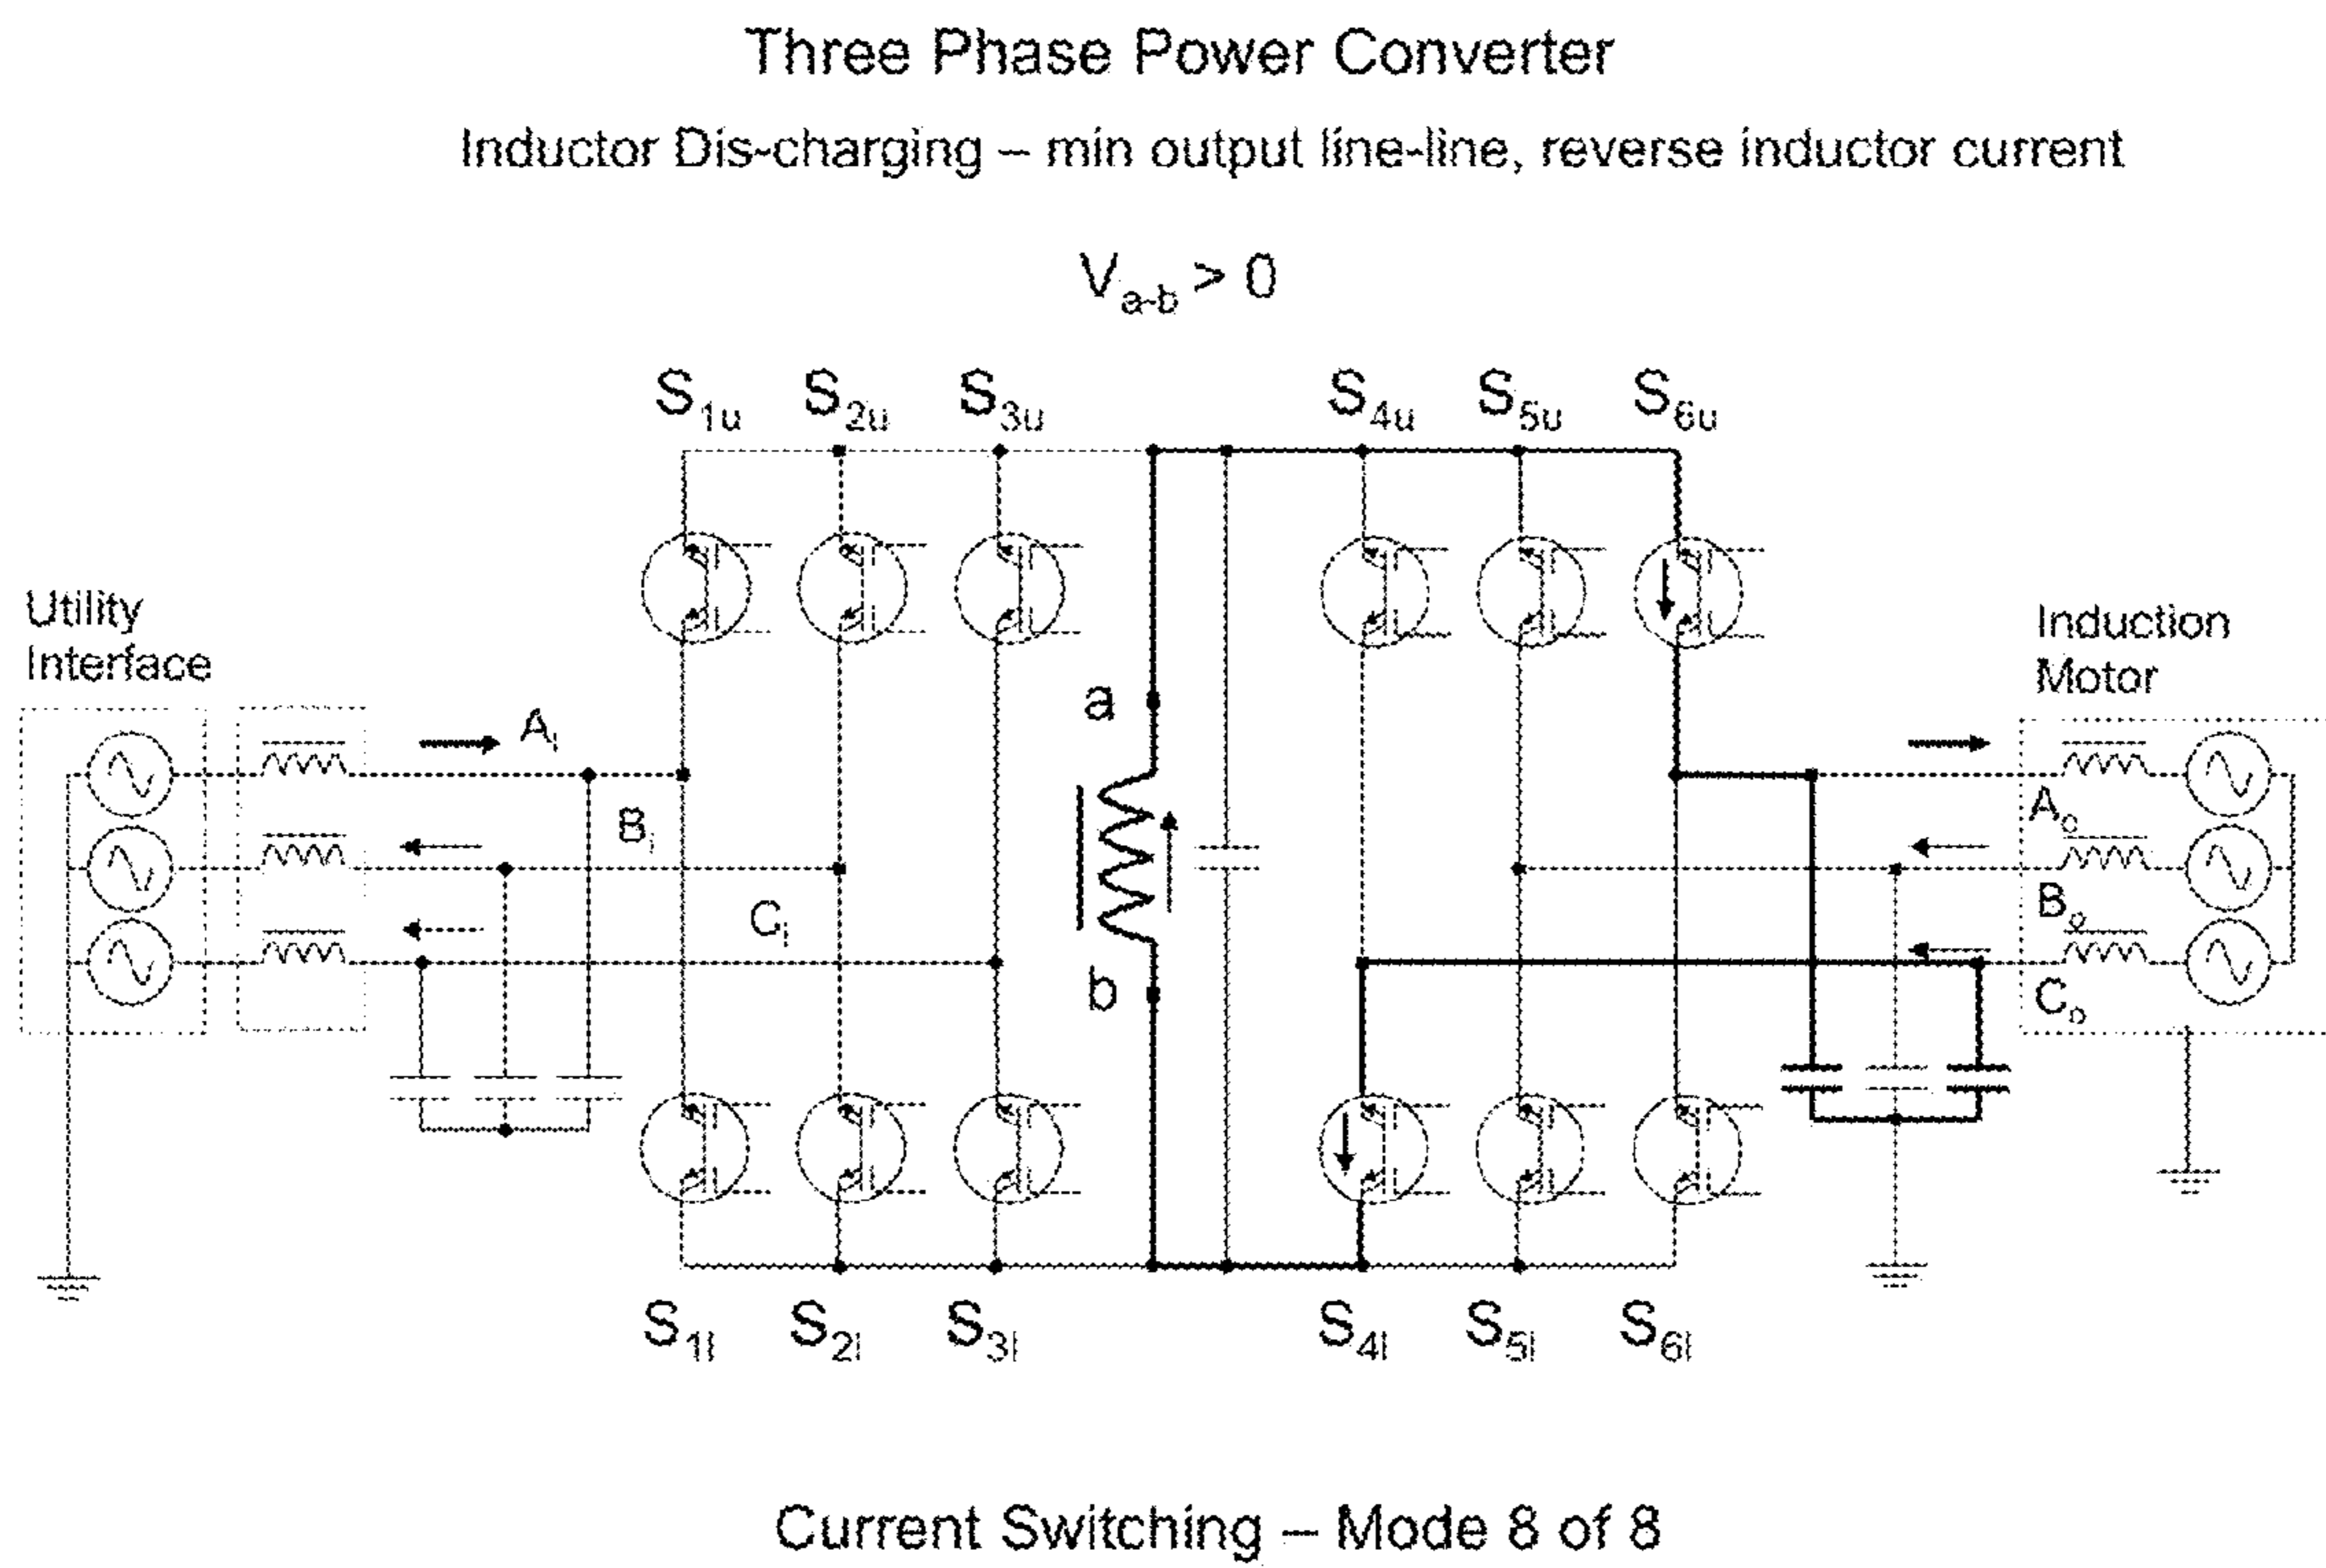 Three Phase Power Converter
Inductor Dis-charging – min output line-line, reverse inductor current
Va-b > 0
S1u S2u S3u S4u S5u S6u
Utility
Interface
Induction
Motor
a
Ai
Bi
Ci
b
Ao
Bo
Co
S1l S2l S3l S4l S5l S6l
Current Switching – Mode 8 of 8